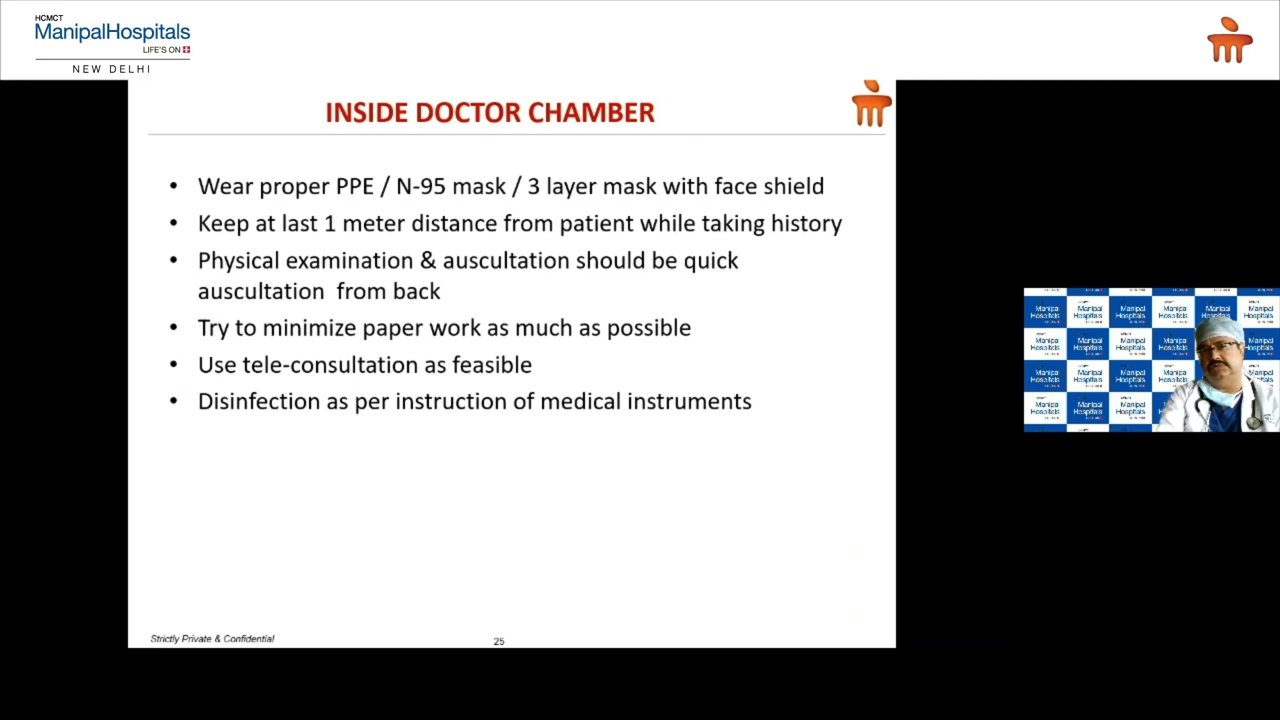 HCMCT
ManipalHospitals
LIFE'S ON
NEW DELHI
INSIDE DOCTOR CHAMBER
• Wear proper PPE / N-95 mask / 3 layer mask with face shield
• Keep at last 1 meter distance from patient while taking history
• Physical examination & auscultation should be quick
auscultation from back
• Try to minimize paper work as much as possible
• Use tele-consultation as feasible
• Disinfection as per instruction of medical instruments
Strictly Private & Confidential
25
Manipal
Hospitals